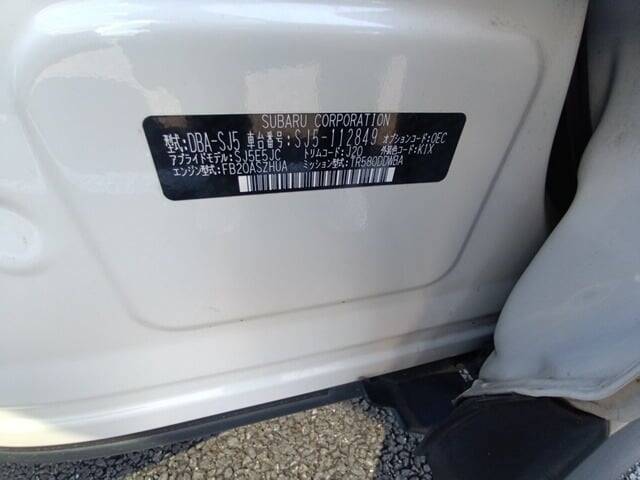 SUBARU CORPORATION
型式:DBA-SJ5 車台番号:SJ5-112849 オプションコード:OEC
アプライドモデル:SJ5E5JC トリムコード:J20 外装色コード:K1X
エンジン型式:FB20ASZHUA ミッション型式:TR580DDWBA